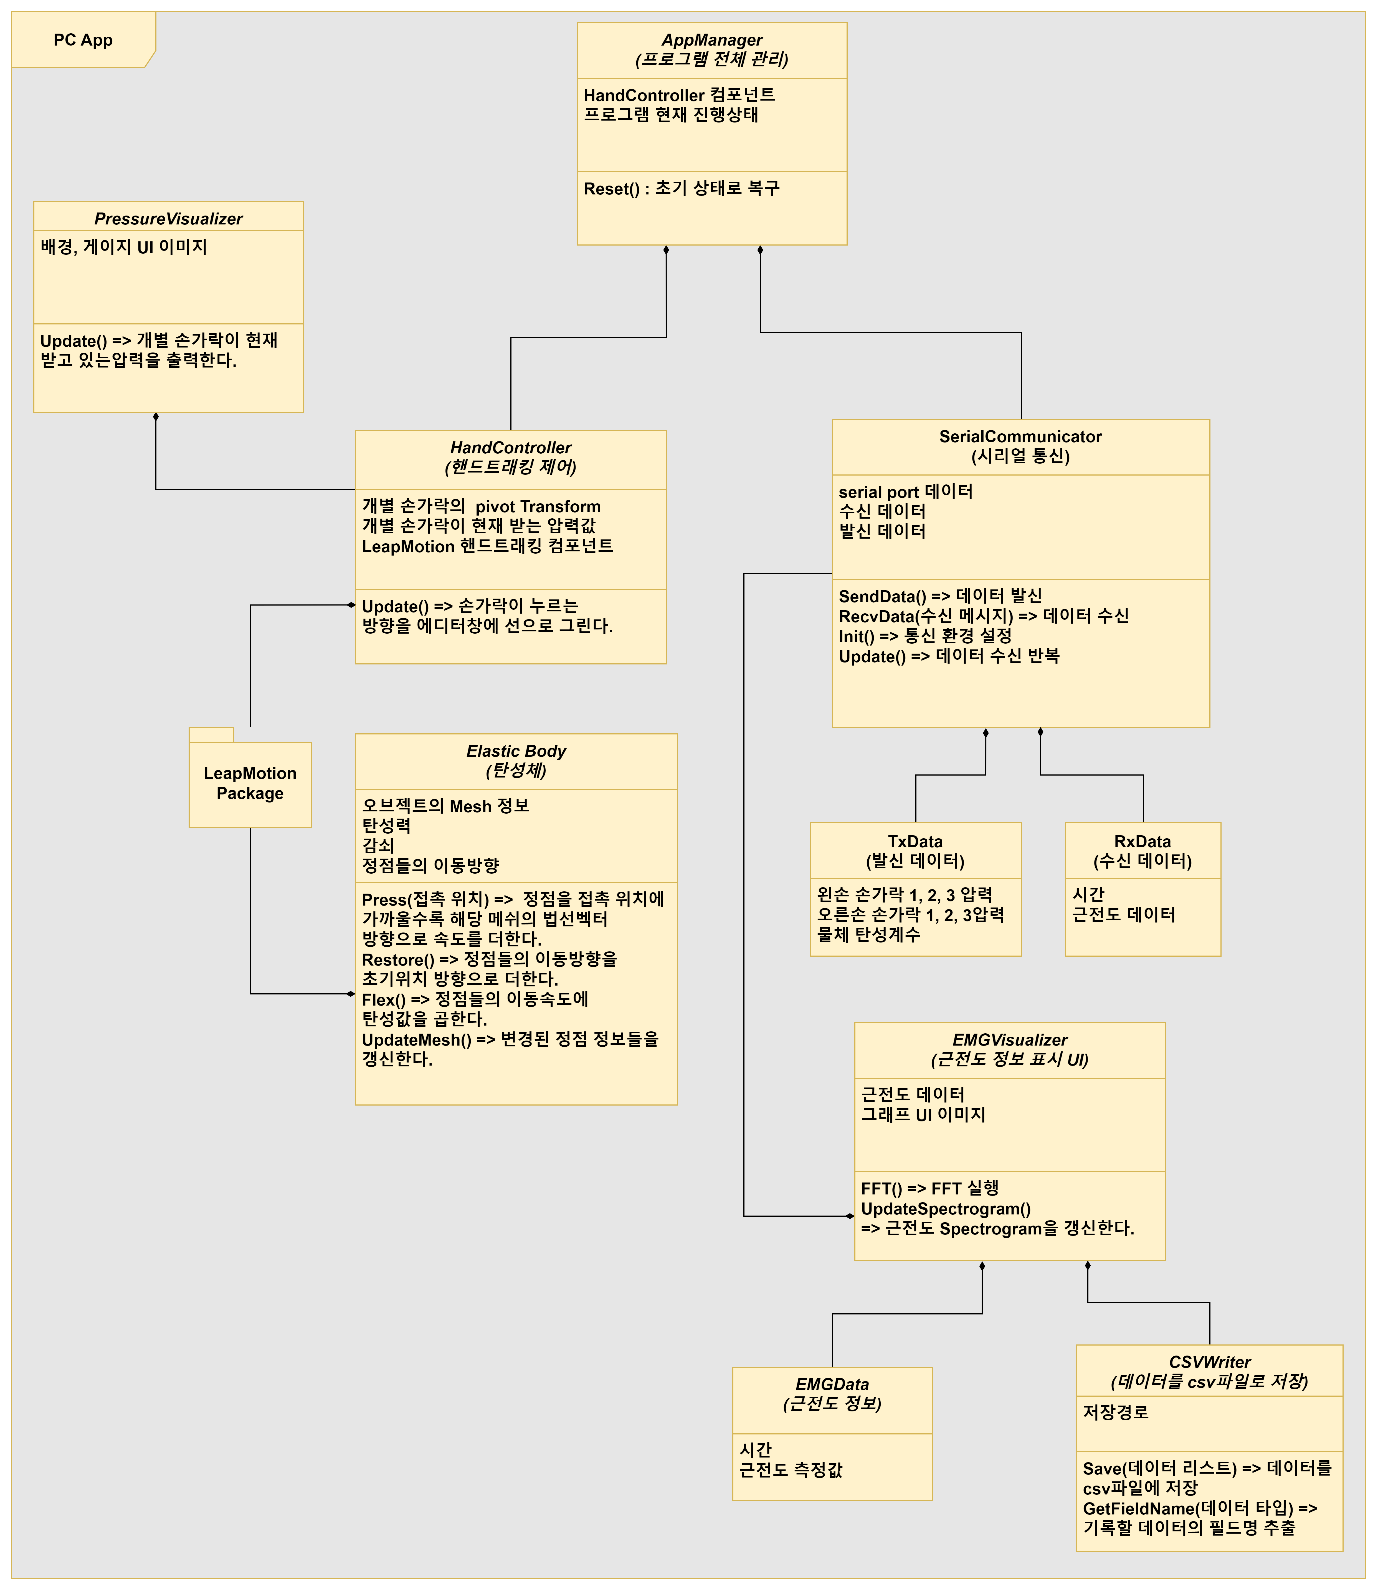 PC App
AppManager
(프로그램 전체 관리)
HandController 컴포넌트
프로그램 현재 진행상태
Reset() : 초기 상태로 복구
PressureVisualizer
배경, 게이지 UI 이미지
Update() => 개별 손가락이 현재
받고 있는압력을 출력한다.
HandController
(핸드트래킹 제어)
개별 손가락의 pivot Transform
개별 손가락이 현재 받는 압력값
LeapMotion 핸드트래킹 컴포넌트
Update() => 손가락이 누르는
방향을 에디터창에 선으로 그린다.
SerialCommunicator
(시리얼 통신)
serial port 데이터
수신 데이터
발신 데이터
SendData() => 데이터 발신
RecvData(수신 메시지) => 데이터 수신
Init() => 통신 환경 설정
Update() => 데이터 수신 반복
LeapMotion
Package
Elastic Body
(탄성체)
오브젝트의 Mesh 정보
탄성력
감쇠
정점들의 이동방향
Press(접촉 위치) => 정점을 접촉 위치에
가까울수록 해당 메쉬의 법선벡터
방향으로 속도를 더한다.
Restore() => 정점들의 이동방향을
초기위치 방향으로 더한다.
Flex() => 정점들의 이동속도에
탄성값을 곱한다.
UpdateMesh() => 변경된 정점 정보들을
갱신한다.
TxData
(발신 데이터)
왼손 손가락 1, 2, 3 압력
오른손 손가락 1, 2, 3압력
물체 탄성계수
RxData
(수신 데이터)
시간
근전도 데이터
EMGVisualizer
(근전도 정보 표시 UI)
근전도 데이터
그래프 UI 이미지
FFT() => FFT 실행
UpdateSpectrogram()
=> 근전도 Spectrogram을 갱신한다.
EMGData
(근전도 정보)
시간
근전도 측정값
CSVWriter
(데이터를 csv파일로 저장)
저장경로
Save(데이터 리스트) => 데이터를
csv파일에 저장
GetFieldName(데이터 타입) =>
기록할 데이터의 필드명 추출